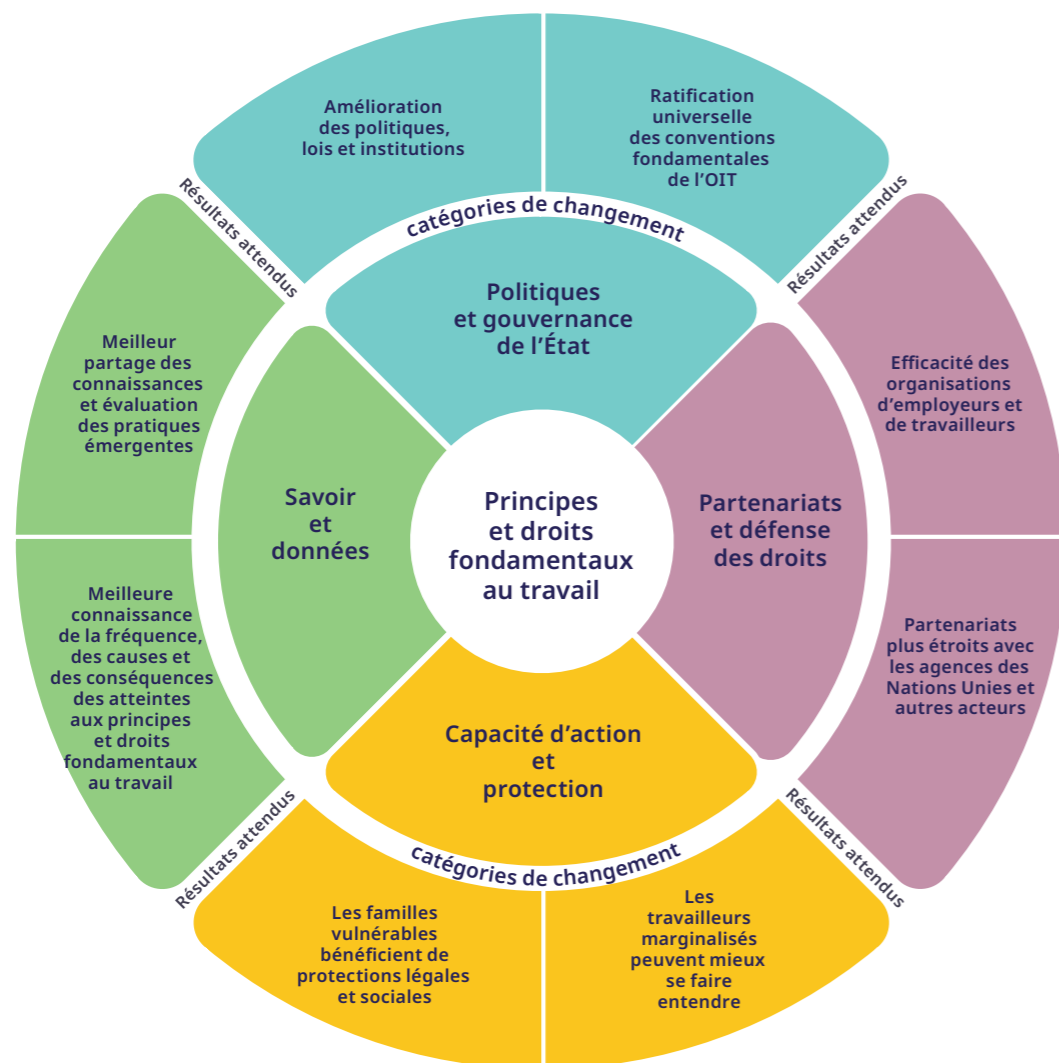 Amélioration
des politiques,
lois et institutions
Ratification
universelle
des conventions
fondamentales
de l'OIT
Résultats attendus
catégories de changement
Résultats attendus
Politiques
et gouvernance
de l'État
Meilleur
partage des
connaissances
et évaluation
des pratiques
émergentes
Efficacité des
organisations
d'employeurs et
de travailleurs
Savoir
et
données
Principes
et droits
fondamentaux
au travail
Partenariats
et défense
des droits
Meilleure
connaissance
de la fréquence,
des causes et
des conséquences
des atteintes
aux principes
et droits
fondamentaux
au travail
Partenariats
plus étroits avec
les agences des
Nations Unies et
autres acteurs
Capacité d'action
et
protection
Résultats attendus
catégories de changement
Résultats attendus
Les familles
vulnérables
bénéficient de
protections légales
et sociales
Les
travailleurs
marginalisés
peuvent mieux
se faire
entendre